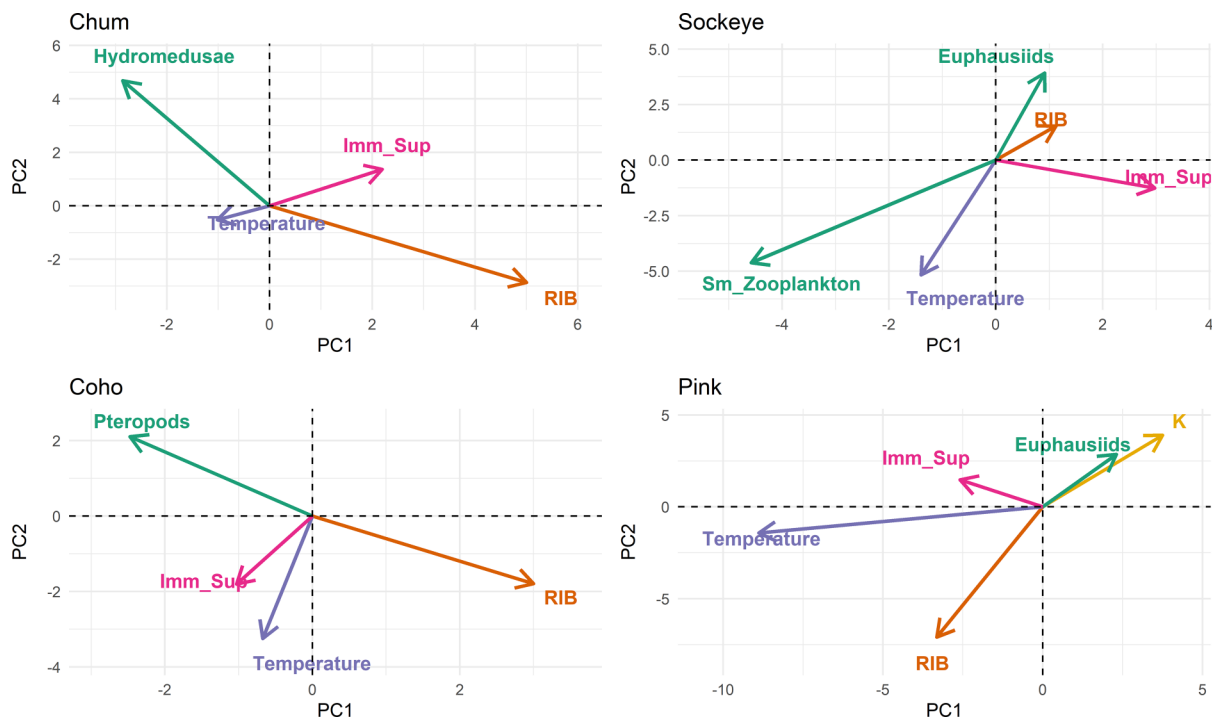 Chum
6
Hydromedusae
4
Imm_Sup
2
PC2
0
Temperature
-2
RIB
-2
0
2
4
6
PC1
Sockeye
5.0
Euphausiids
2.5
RIB
PC2
0.0
Imm_Sup
-2.5
Sm_Zooplankton
-5.0
Temperature
-4
-2
0
2
4
PC1
Coho
Pteropods
2
PC2
0
Imm_Sup
-2
RIB
Temperature
-4
-2
0
2
PC1
Pink
5
K
Euphausiids
Imm_Sup
PC2
0
Temperature
-5
RIB
-10
-5
0
5
PC1